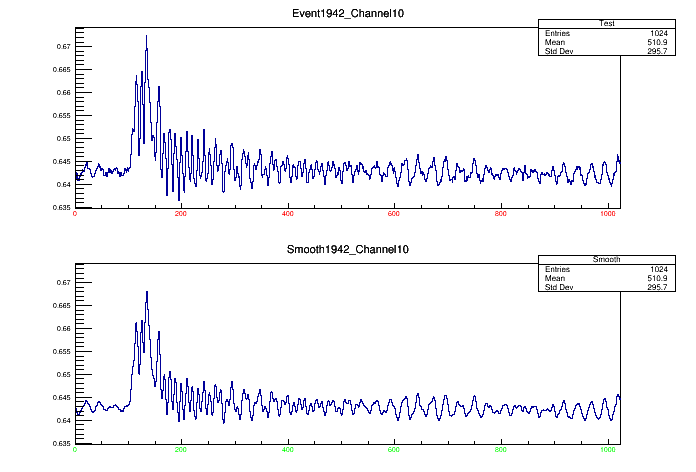 Event1942_Channel10
Test
Entries 1024
Mean 510.9
Std Dev 295.7
0.67
0.665
0.66
0.655
0.65
0.645
0.64
0.635
0 200 400 600 800 1000
Smooth1942_Channel10
Smooth
Entries 1024
Mean 510.9
Std Dev 295.7
0.67
0.665
0.66
0.655
0.65
0.645
0.64
0.635
0 200 400 600 800 1000